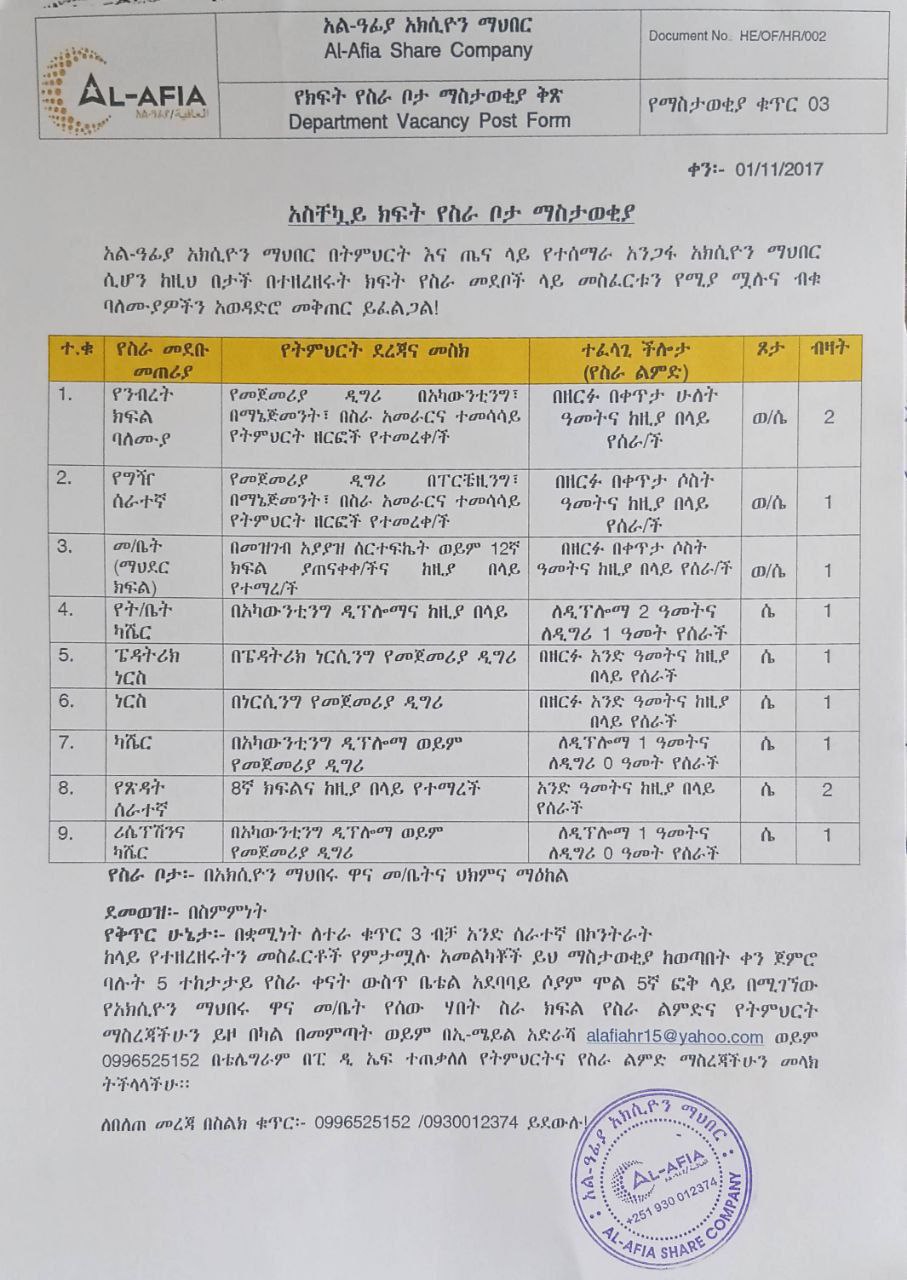 አል-ዓፊያ አክሲዮን ማህበር
Al-Afia Share Company
Document No. HE/OF/HR/002
AL-AFIA
አል-ዓፊያ/العافية
የክፍት የስራ ቦታ ማስታወቂያ ቅጽ
Department Vacancy Post Form
የማስታወቂያ ቁጥር 03
ቀን፡- 01/11/2017
አስቸኳይ ክፍት የስራ ቦታ ማስታወቂያ
አል-ዓፊያ አክሲዮን ማህበር በትምህርት እና ጤና ላይ የተሰማራ አንጋፋ አክሲዮን ማህበር
ሲሆን ከዚህ በታች በተዘረዘሩት ክፍት የስራ መደቦች ላይ መስፈርቱን የሚያ ሟሉና ብቁ
ባለሙያዎችን አወዳድሮ መቅጠር ይፈልጋል!
ተ.ቁ የስራ መደቡ መጠሪያ የትምህርት ደረጃና መስክ ተፈላጊ ችሎታ (የስራ ልምድ) ጾታ ብዛት
1. የንብረት ክፍል ባለሙያ የመጀመሪያ ዲግሪ በአካውንቲንግ፣ በማኔጅመንት፣ በስራ አመራርና ተመሳሳይ የትምህርት ዘርፎች የተመረቀ/ች በዘርፉ በቀጥታ ሁለት ዓመትና ከዚያ በላይ የሰራ/ች ወ/ሴ 2
2. የግዥ ሰራተኛ የመጀመሪያ ዲግሪ በፐርቼዚንግ፣ በማኔጅመንት፣ በስራ አመራርና ተመሳሳይ የትምህርት ዘርፎች የተመረቀ/ች በዘርፉ በቀጥታ ሶስት ዓመትና ከዚያ በላይ የሰራ/ች ወ/ሴ 1
3. መ/ቤት (ማህደር ክፍል) በመዝገብ አያያዝ ሰርተፍኬት ወይም 12ኛ ክፍል ያጠናቀቀ/ችና ከዚያ በላይ የተማረ/ች በዘርፉ በቀጥታ ሶስት ዓመትና ከዚያ በላይ የሰራ/ች ወ/ሴ 1
4. የት/ቤት ካሼር በአካውንቲንግ ዲፕሎማና ከዚያ በላይ ለዲፕሎማ 2 ዓመትና ለዲግሪ 1 ዓመት የሰራች ሴ 1
5. ፔዳትሪክ ነርስ በፔዳትሪክ ነርሲንግ የመጀመሪያ ዲግሪ በዘርፉ አንድ ዓመትና ከዚያ በላይ የሰራች ሴ 1
6. ነርስ በነርሲንግ የመጀመሪያ ዲግሪ በዘርፉ አንድ ዓመትና ከዚያ በላይ የሰራች ሴ 1
7. ካሼር በአካውንቲንግ ዲፕሎማ ወይም የመጀመሪያ ዲግሪ ለዲፕሎማ 1 ዓመትና ለዲግሪ 0 ዓመት የሰራች ሴ 1
8. የጽዳት ሰራተኛ 8ኛ ክፍልና ከዚያ በላይ የተማረች አንድ ዓመትና ከዚያ በላይ የሰራች ሴ 2
9. ሪሴፕሽንና ካሼር በአካውንቲንግ ዲፕሎማ ወይም የመጀመሪያ ዲግሪ ለዲፕሎማ 1 ዓመትና ለዲግሪ 0 ዓመት የሰራች ሴ 1
የስራ ቦታ፡- በአክሲዮን ማህበሩ ዋና መ/ቤትና ህክምና ማዕከል
ደመወዝ፡- በስምምነት
የቅጥር ሁኔታ፡- በቋሚነት ለተራ ቁጥር 3 ብቻ አንድ ሰራተኛ በኮንትራት
ከላይ የተዘረዘሩትን መስፈርቶች የምታሟሉ አመልካቾች ይህ ማስታወቂያ ከወጣበት ቀን ጀምሮ
ባሉት 5 ተከታታይ የስራ ቀናት ውስጥ ቤቴል አደባባይ ሶያም ሞል 5ኛ ፎቅ ላይ በሚገኘው
የአክሲዮን ማህበሩ ዋና መ/ቤት የሰው ሃበት ስራ ክፍል የስራ ልምድና የትምህርት
ማስረጃችሁን ይዞ በካል በመምጣት ወይም በኢ-ሜይል አድራሻ alafiahr15@yahoo.com ወይም
0996525152 በቴሌግራም በፒ ዲ ኤፍ ተጠቃለለ የትምህርትና የስራ ልምድ ማስረጃችሁን መላክ
ትችላላችሁ።
ለበለጠ መረጃ በስልክ ቁጥር፡- 0996525152 /0930012374 ይደውሉ!
አል-ዓፊያ አክሲዮን ማህበር
AL-AFIA
+251 930 012374
AL-AFIA SHARE COMPANY